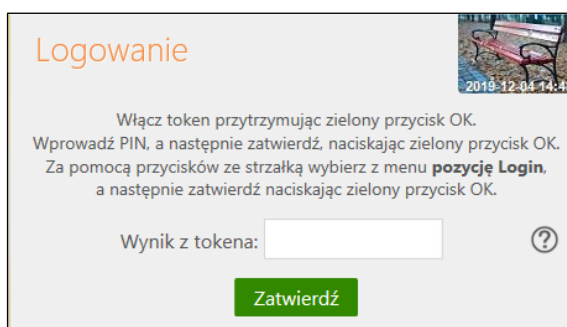 Logowanie
2019-12-04 14:4
Włącz token przytrzymując zielony przycisk OK.
Wprowadź PIN, a następnie zatwierdź, naciskając zielony przycisk OK.
Za pomocą przycisków ze strzałką wybierz z menu pozycję Login,
a następnie zatwierdź naciskając zielony przycisk OK.
Wynik z tokena:
Zatwierdź